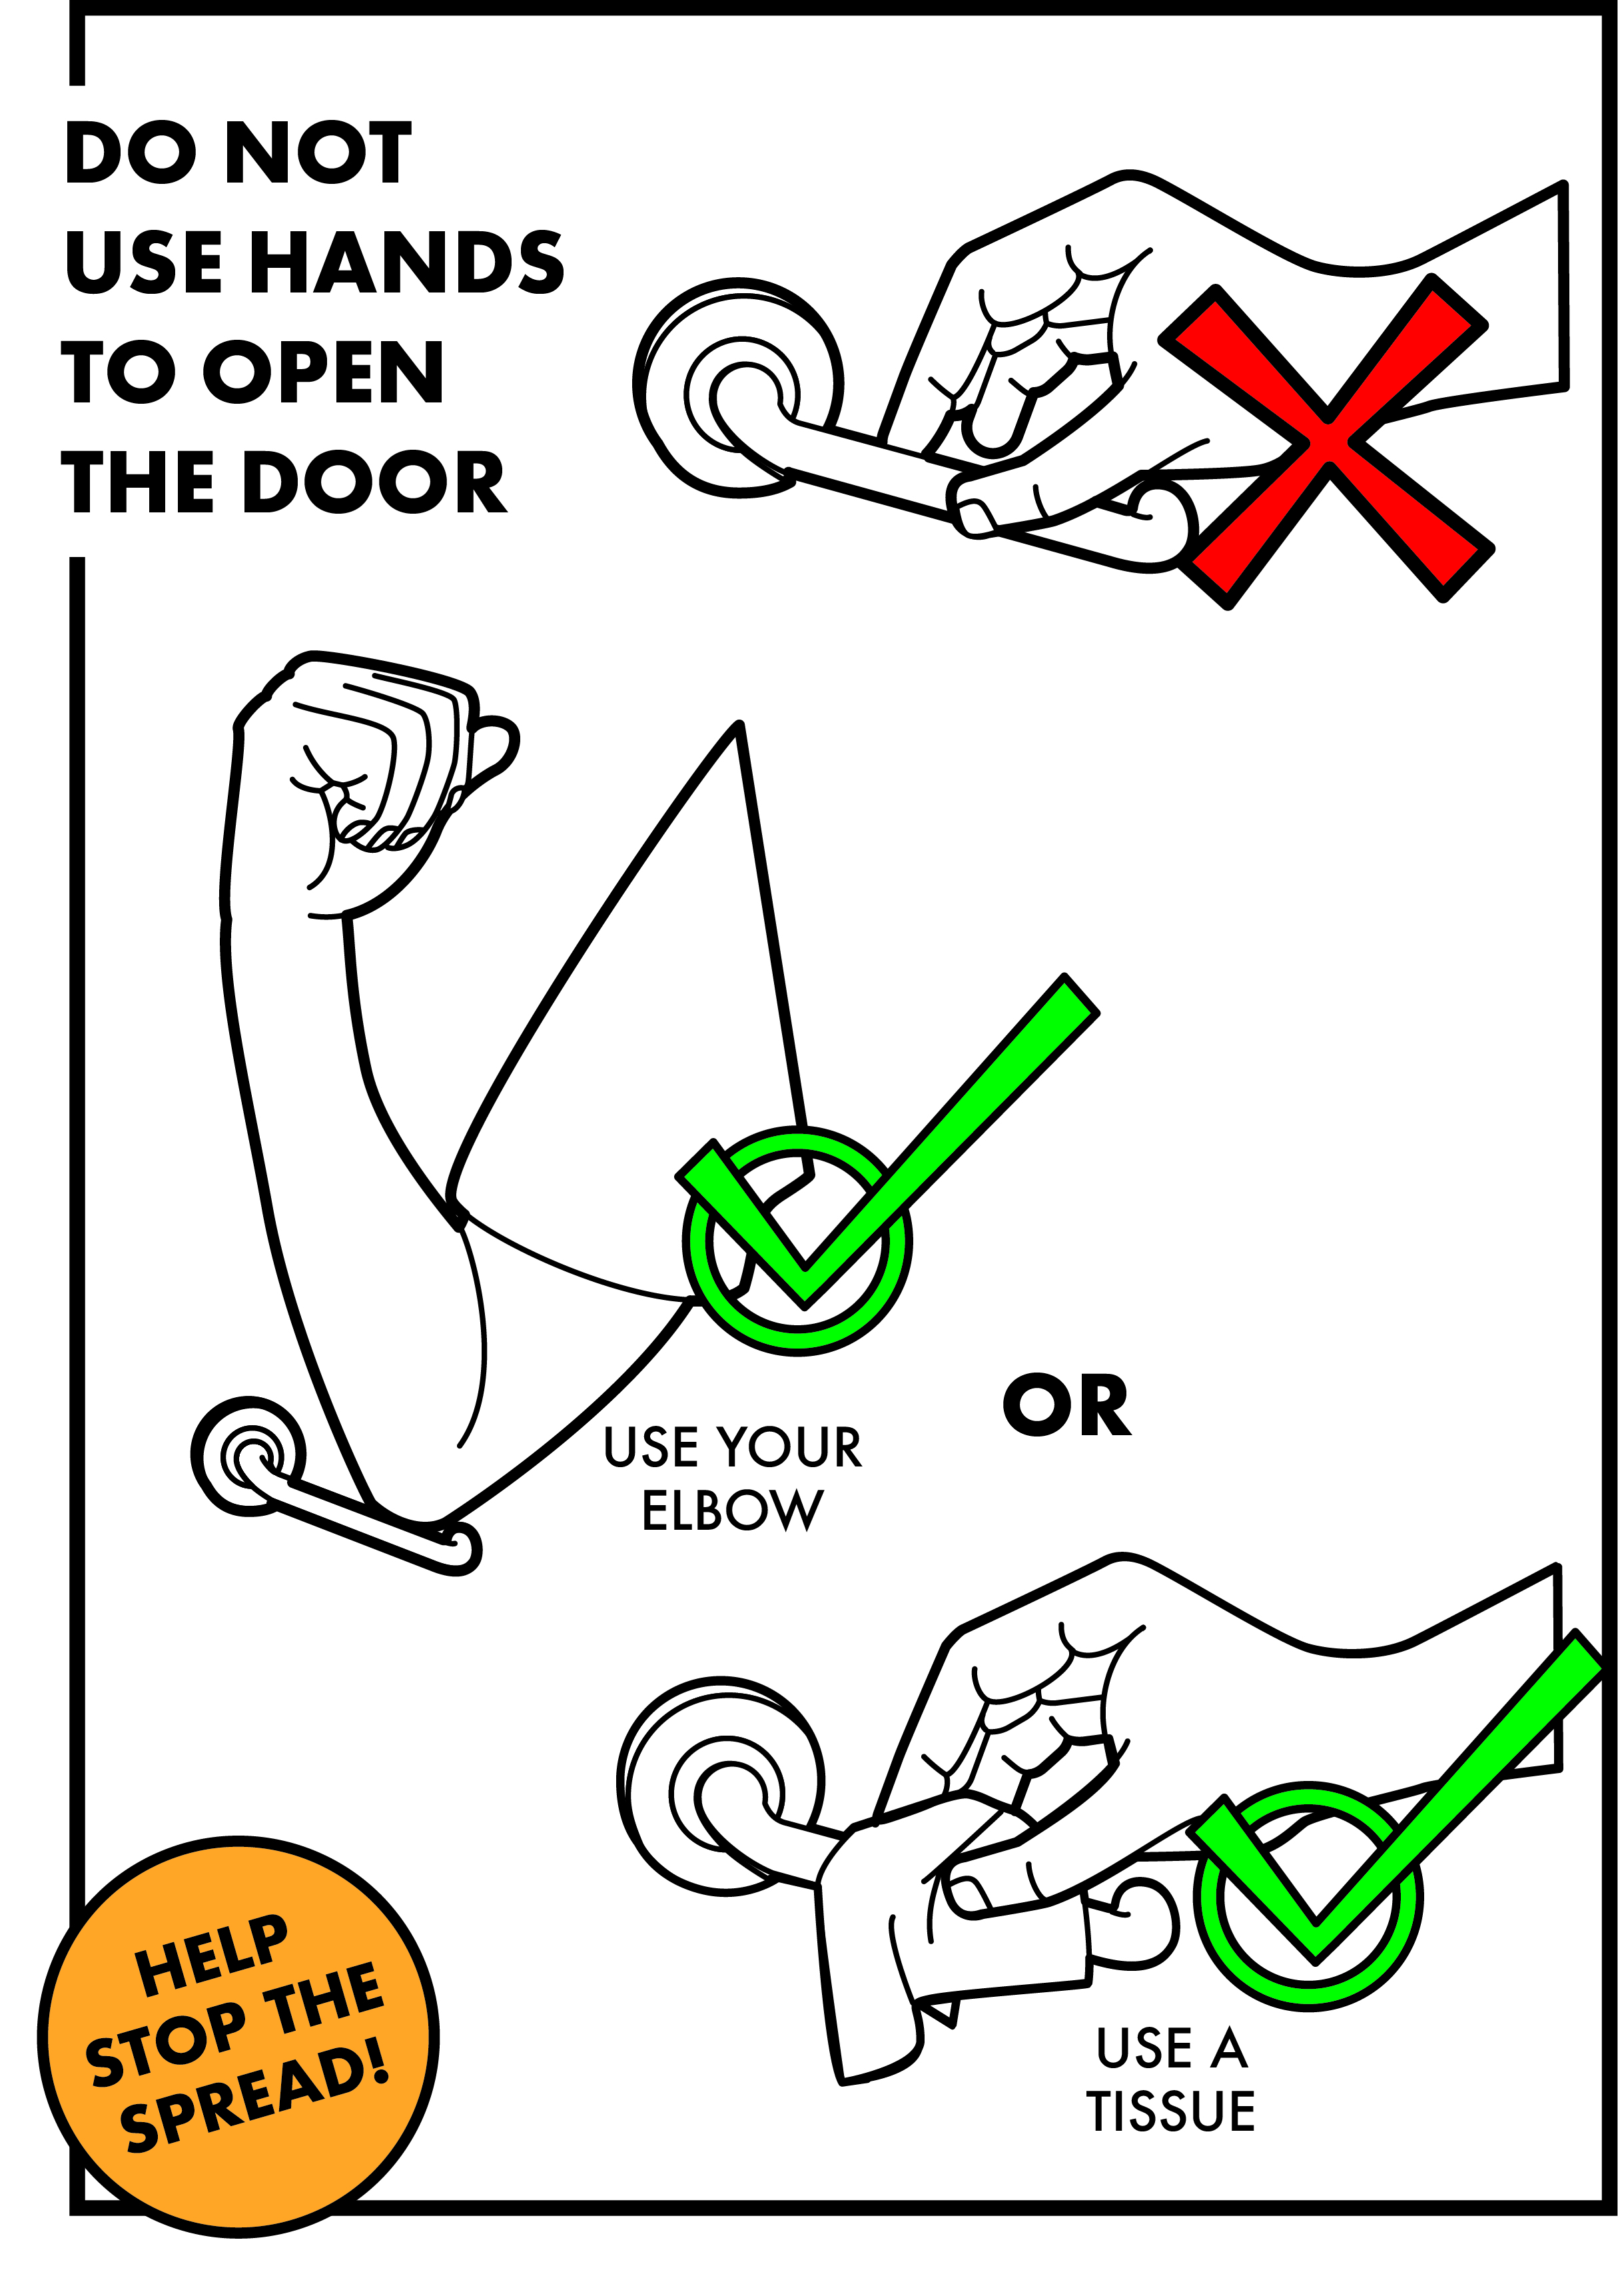 DO NOT
USE HANDS
TO OPEN
THE DOOR
USE YOUR
ELBOW
OR
USE A
TISSUE
HELP
STOP THE
SPREAD!